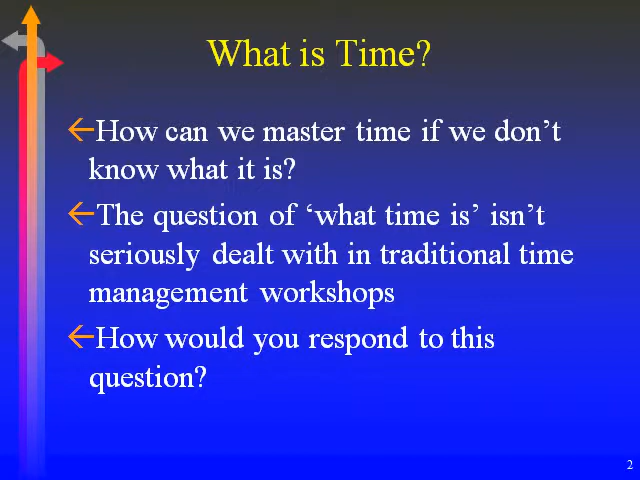 What is Time?
←How can we master time if we don’t
know what it is?
←The question of ‘what time is’ isn’t
seriously dealt with in traditional time
management workshops
←How would you respond to this
question?
2